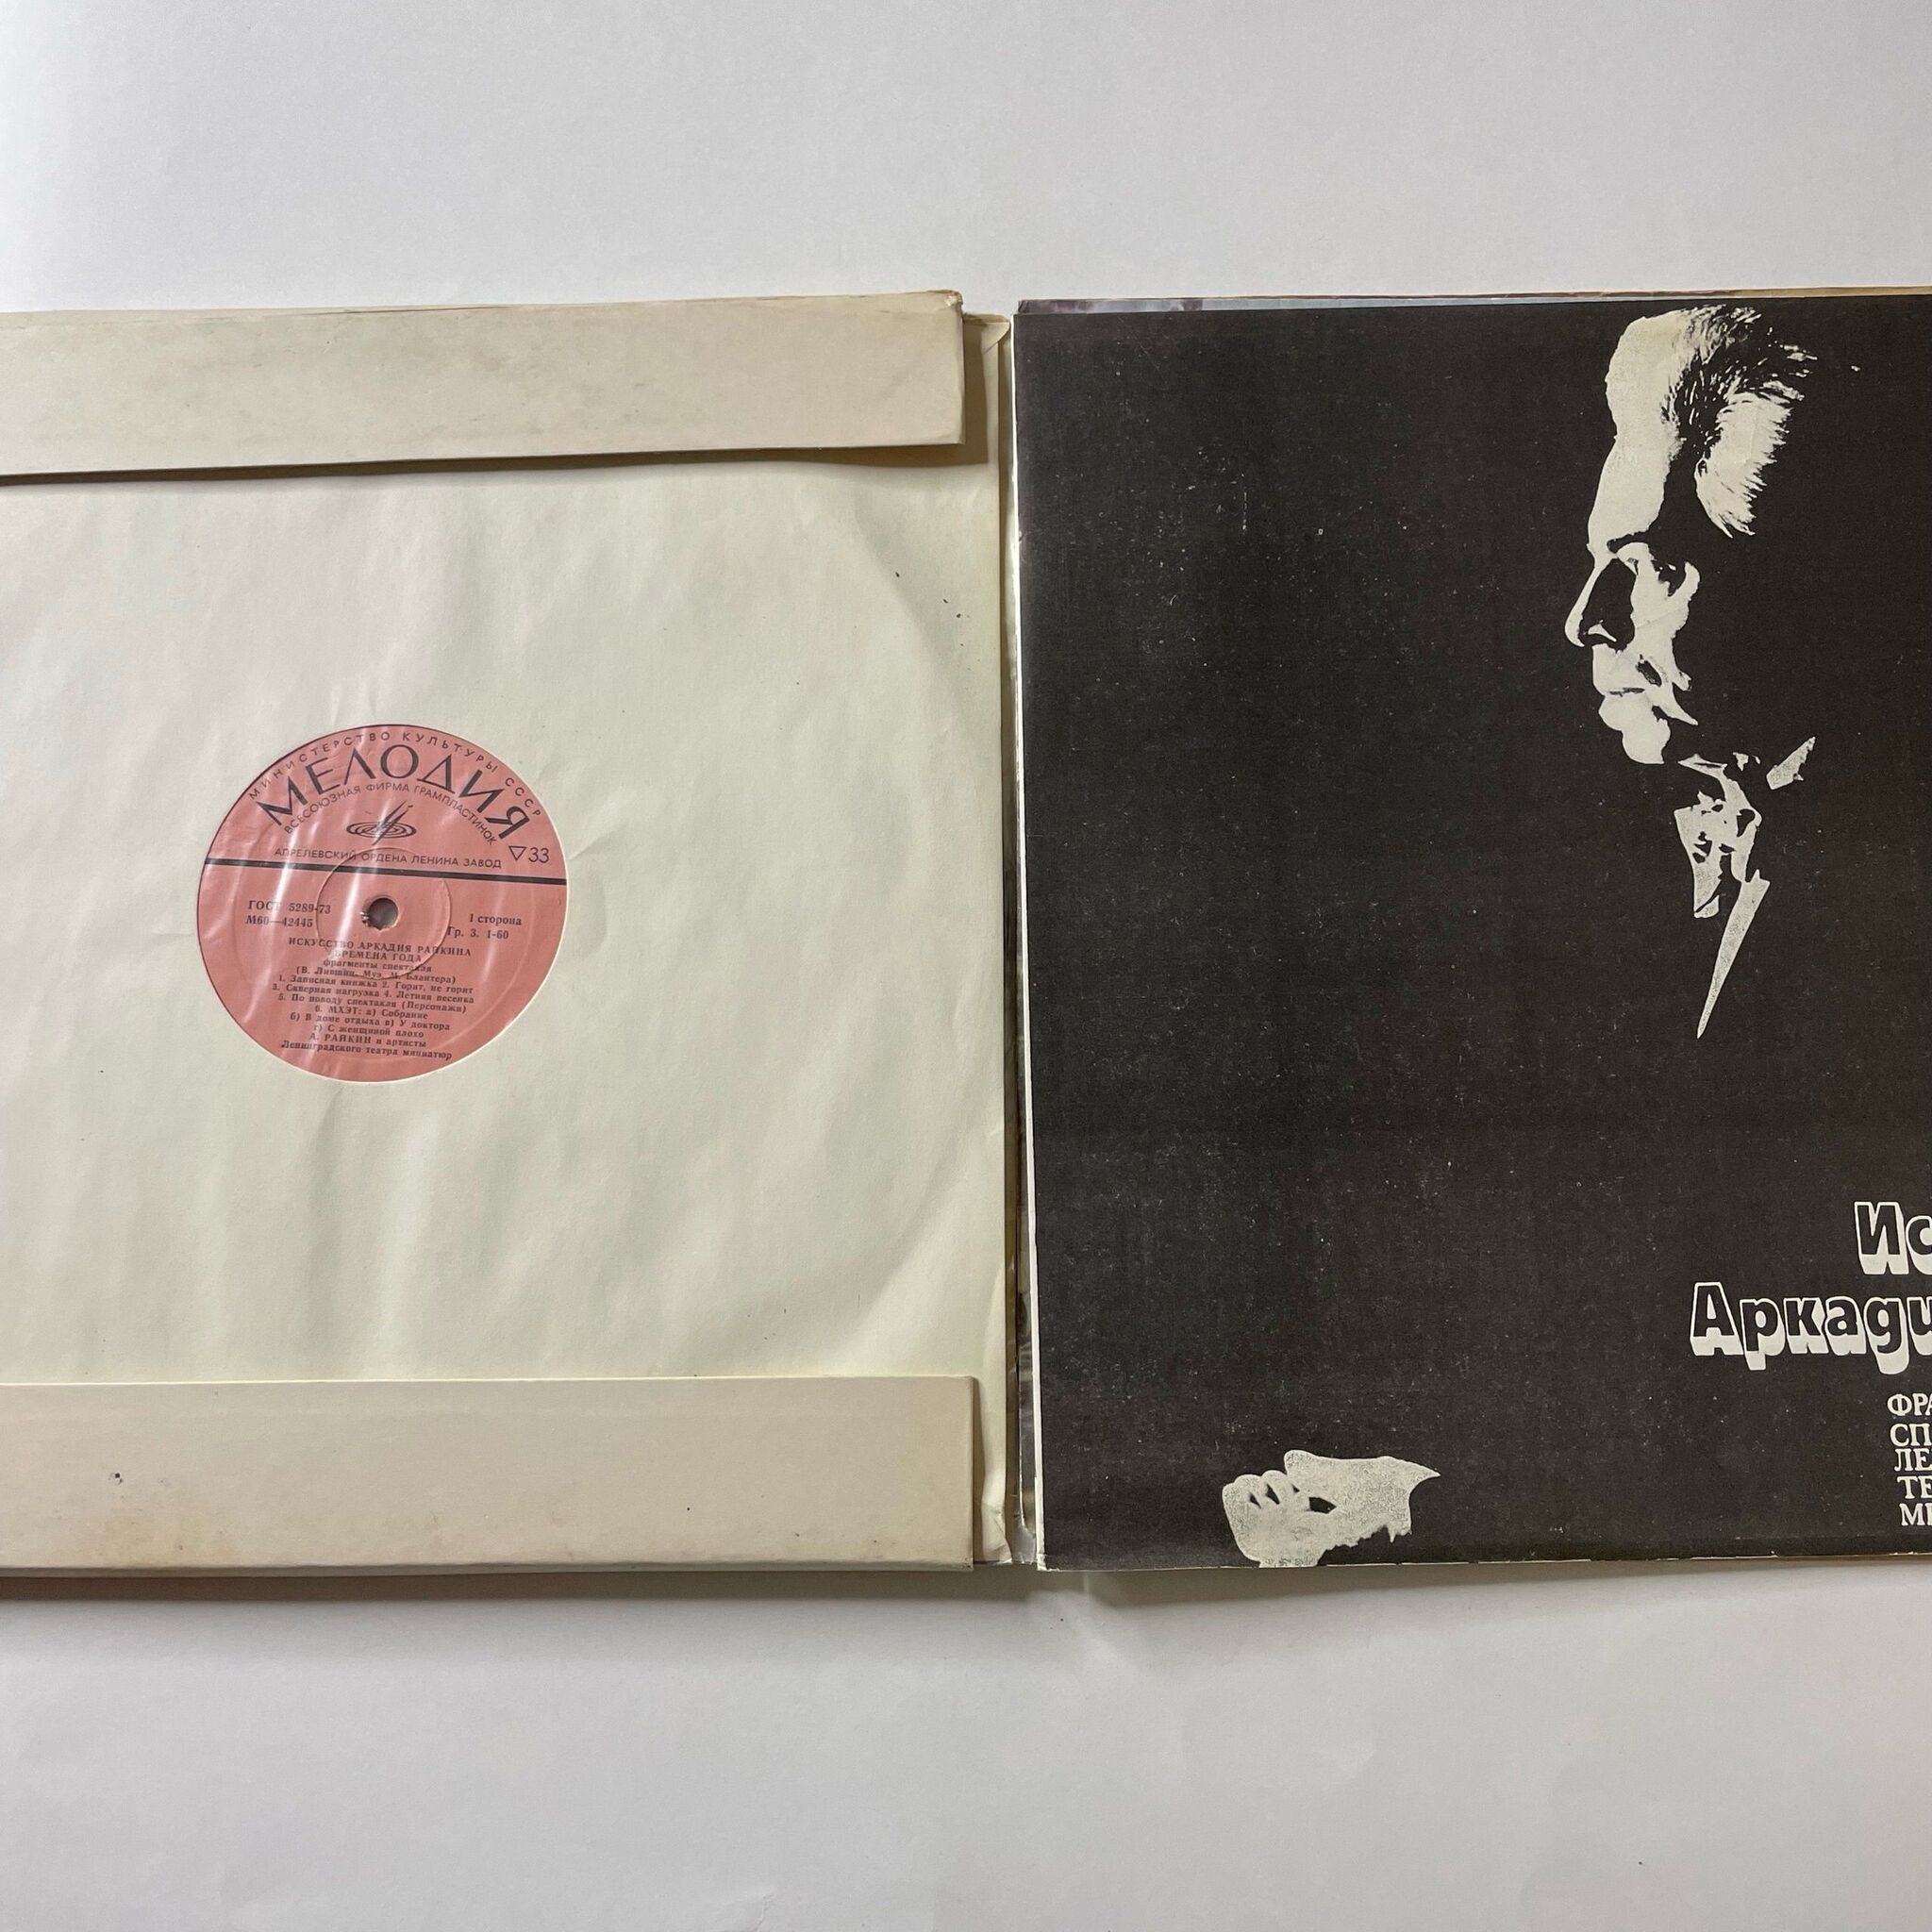 МИНИСТЕРСТВО КУЛЬТУРЫ СССР
МЕЛОДИЯ
ВСЕСОЮЗНАЯ ФИРМА ГРАМПЛАСТИНОК
АПРЕЛЕВСКИЙ ОРДЕНА ЛЕНИНА ЗАВОД
33
ГОСТ 5289-73
М60—42445
1 сторона
Гр. 3. 1-60
ИСКУССТВО АРКАДИЯ РАЙКИНА
ВРЕМЕНА ГОДА
Фрагменты спектакля
(В. Лившиц. Муз. М. Блантера)
1. Записная книжка 2. Горит, не горит
3. Скверная нагрузка 4. Летняя песенка
5. По поводу спектакля (Персонажи)
6. МХЭТ: а) Собрание
б) В доме отдыха в) У доктора
г) С женщиной плохо
А. РАЙКИН и артисты
Ленинградского театра миниатюр
Ис
Аркади
ФРА
СП
ЛЕ
ТЕ
МИ